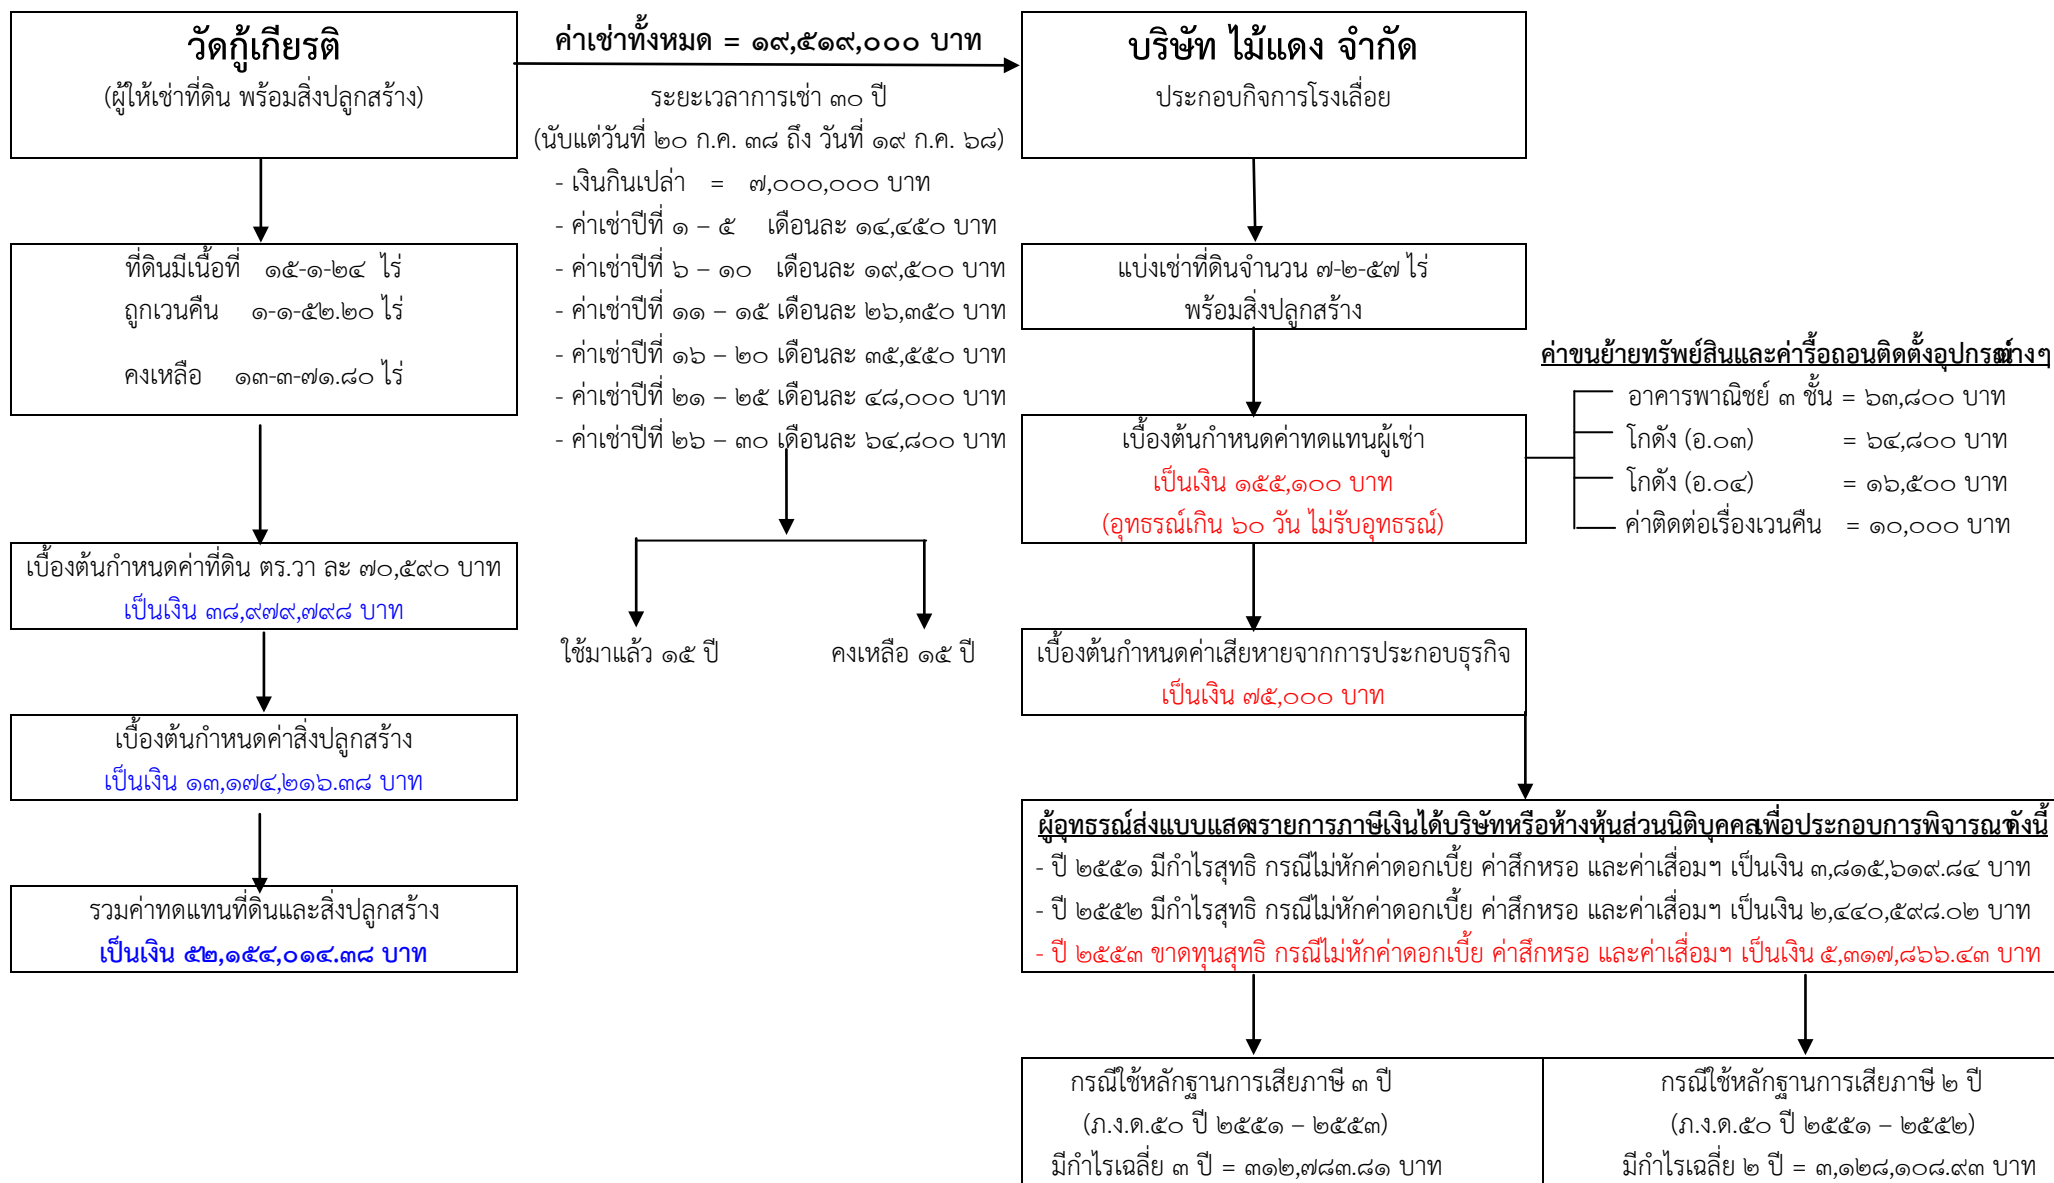 วัดกู้เกียรติ
(ผู้ให้เช่าที่ดิน พร้อมสิ่งปลูกสร้าง)
ค่าเช่าทั้งหมด = ๑๙,๕๑๙,๐๐๐ บาท
ระยะเวลาการเช่า ๓๐ ปี
(นับแต่วันที่ ๒๐ ก.ค. ๓๘ ถึง วันที่ ๑๙ ก.ค. ๖๘)
- เงินกินเปล่า = ๗,๐๐๐,๐๐๐ บาท
- ค่าเช่าปีที่ ๑ – ๕ เดือนละ ๑๔,๔๕๐ บาท
- ค่าเช่าปีที่ ๖ – ๑๐ เดือนละ ๑๙,๕๐๐ บาท
- ค่าเช่าปีที่ ๑๑ – ๑๕ เดือนละ ๒๖,๓๕๐ บาท
- ค่าเช่าปีที่ ๑๖ – ๒๐ เดือนละ ๓๕,๕๕๐ บาท
- ค่าเช่าปีที่ ๒๑ – ๒๕ เดือนละ ๔๘,๐๐๐ บาท
- ค่าเช่าปีที่ ๒๖ – ๓๐ เดือนละ ๖๔,๘๐๐ บาท
ใช้มาแล้ว ๑๕ ปี
คงเหลือ ๑๕ ปี
ที่ดินมีเนื้อที่ ๑๕-๑-๒๔ ไร่
ถูกเวนคืน ๑-๑-๕๒.๒๐ ไร่
คงเหลือ ๑๓-๓-๗๑.๘๐ ไร่
เบื้องต้นกำหนดค่าที่ดิน ตร.วา ละ ๗๐,๕๙๐ บาท
เป็นเงิน ๓๘,๙๗๙,๗๙๘ บาท
เบื้องต้นกำหนดค่าสิ่งปลูกสร้าง
เป็นเงิน ๑๓,๑๗๔,๒๑๖.๓๘ บาท
รวมค่าทดแทนที่ดินและสิ่งปลูกสร้าง
เป็นเงิน ๕๒,๑๕๔,๐๑๔.๓๘ บาท
บริษัท ไม้แดง จำกัด
ประกอบกิจการโรงเลื่อย
แบ่งเช่าที่ดินจำนวน ๗-๒-๕๗ ไร่
พร้อมสิ่งปลูกสร้าง
เบื้องต้นกำหนดค่าทดแทนผู้เช่า
เป็นเงิน ๑๕๕,๑๐๐ บาท
(อุทธรณ์เกิน ๖๐ วัน ไม่รับอุทธรณ์)
ค่าขนย้ายทรัพย์สินและค่ารื้อถอนติดตั้งอุปกรณ์ต่างๆ
อาคารพาณิชย์ ๓ ชั้น = ๖๓,๘๐๐ บาท
โกดัง (อ.๐๓) = ๖๔,๘๐๐ บาท
โกดัง (อ.๐๔) = ๑๖,๕๐๐ บาท
ค่าติดต่อเรื่องเวนคืน = ๑๐,๐๐๐ บาท
เบื้องต้นกำหนดค่าเสียหายจากการประกอบธุรกิจ
เป็นเงิน ๗๕,๐๐๐ บาท
ผู้อุทธรณ์ส่งแบบแสดงรายการภาษีเงินได้บริษัทหรือห้างหุ้นส่วนนิติบุคคลเพื่อประกอบการพิจารณาดังนี้
- ปี ๒๕๕๑ มีกำไรสุทธิ กรณีไม่หักค่าดอกเบี้ย ค่าสึกหรอ และค่าเสื่อมฯ เป็นเงิน ๓,๘๑๕,๖๑๙.๘๔ บาท
- ปี ๒๕๕๒ มีกำไรสุทธิ กรณีไม่หักค่าดอกเบี้ย ค่าสึกหรอ และค่าเสื่อมฯ เป็นเงิน ๒,๔๔๐,๕๙๘.๐๒ บาท
- ปี ๒๕๕๓ ขาดทุนสุทธิ กรณีไม่หักค่าดอกเบี้ย ค่าสึกหรอ และค่าเสื่อมฯ เป็นเงิน ๕,๓๑๗,๘๖๖.๔๓ บาท
กรณีใช้หลักฐานการเสียภาษี ๓ ปี
(ภ.ง.ด.๕๐ ปี ๒๕๕๑ – ๒๕๕๓)
มีกำไรเฉลี่ย ๓ ปี = ๓๑๒,๗๘๓.๘๑ บาท
กรณีใช้หลักฐานการเสียภาษี ๒ ปี
(ภ.ง.ด.๕๐ ปี ๒๕๕๑ – ๒๕๕๒)
มีกำไรเฉลี่ย ๒ ปี = ๓,๑๒๘,๑๐๘.๙๓ บาท